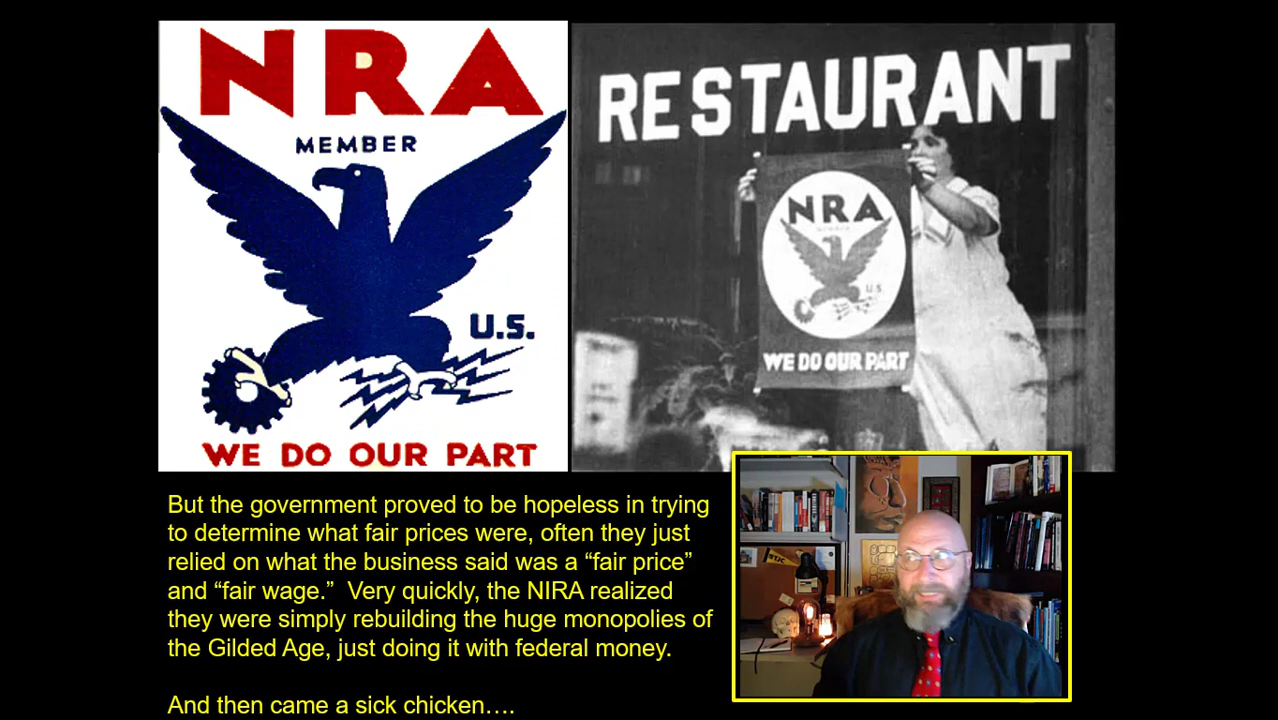 NRA
MEMBER
U.S.
WE DO OUR PART
RESTAURANT
NRA
MEMBER
U.S.
WE DO OUR PART
But the government proved to be hopeless in trying
to determine what fair prices were, often they just
relied on what the business said was a “fair price”
and “fair wage.”  Very quickly, the NIRA realized
they were simply rebuilding the huge monopolies of
the Gilded Age, just doing it with federal money.
And then came a sick chicken….